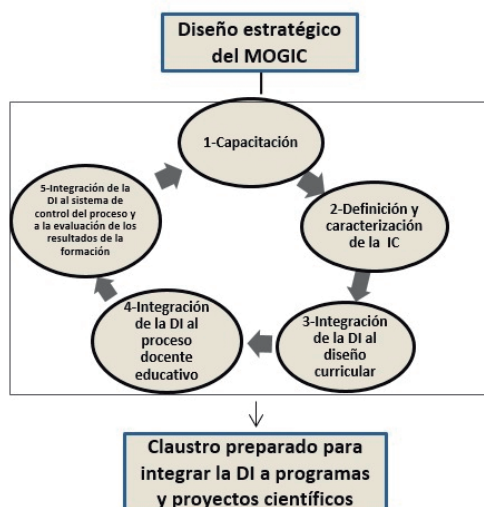 Diseño estratégico
del MOGIC
1-Capacitación
2-Definición y
caracterización
de la IC
3-Integración
de la DI al
diseño
curricular
4-Integración
de la DI al
proceso
docente
educativo
5-Integración de la
DI al sistema de
control del proceso y
a la evaluación de los
resultados de la
formación
Claustro preparado para
integrar la DI a programas
y proyectos científicos